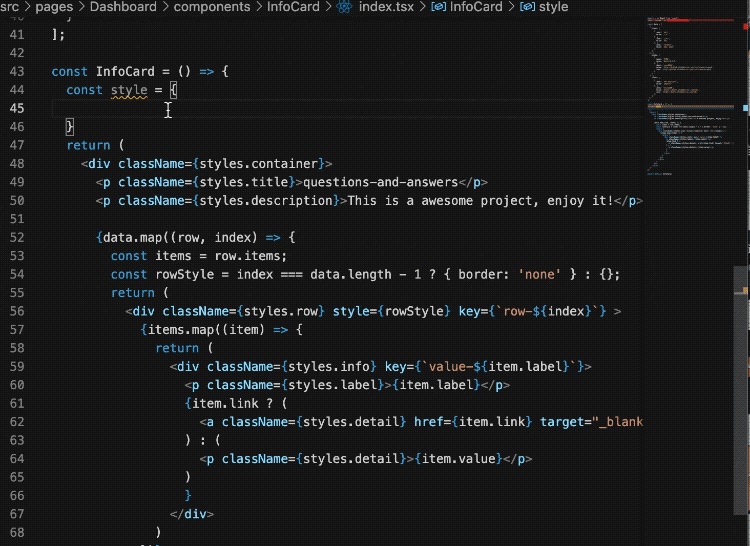 src > pages > Dashboard > components > InfoCard > index.tsx > InfoCard > style
41 ];
42
43 const InfoCard = () => {
44 const style = {
45
46 }
47 return (
48 <div className={styles.container}>
49 <p className={styles.title}>questions-and-answers</p>
50 <p className={styles.description}>This is a awesome project, enjoy it!</p>
51
52 {data.map((row, index) => {
53 const items = row.items;
54 const rowStyle = index === data.length - 1 ? { border: 'none' } : {};
55 return (
56 <div className={styles.row} style={rowStyle} key={`row-${index}`} >
57 {items.map((item) => {
58 return (
59 <div className={styles.info} key={`value-${item.label}`}>
60 <p className={styles.label}>{item.label}</p>
61 {item.link ? (
62 <a className={styles.detail} href={item.link} target="_blank
63 ) : (
64 <p className={styles.detail}>{item.value}</p>
65 )
66 }
67 </div>
68 )